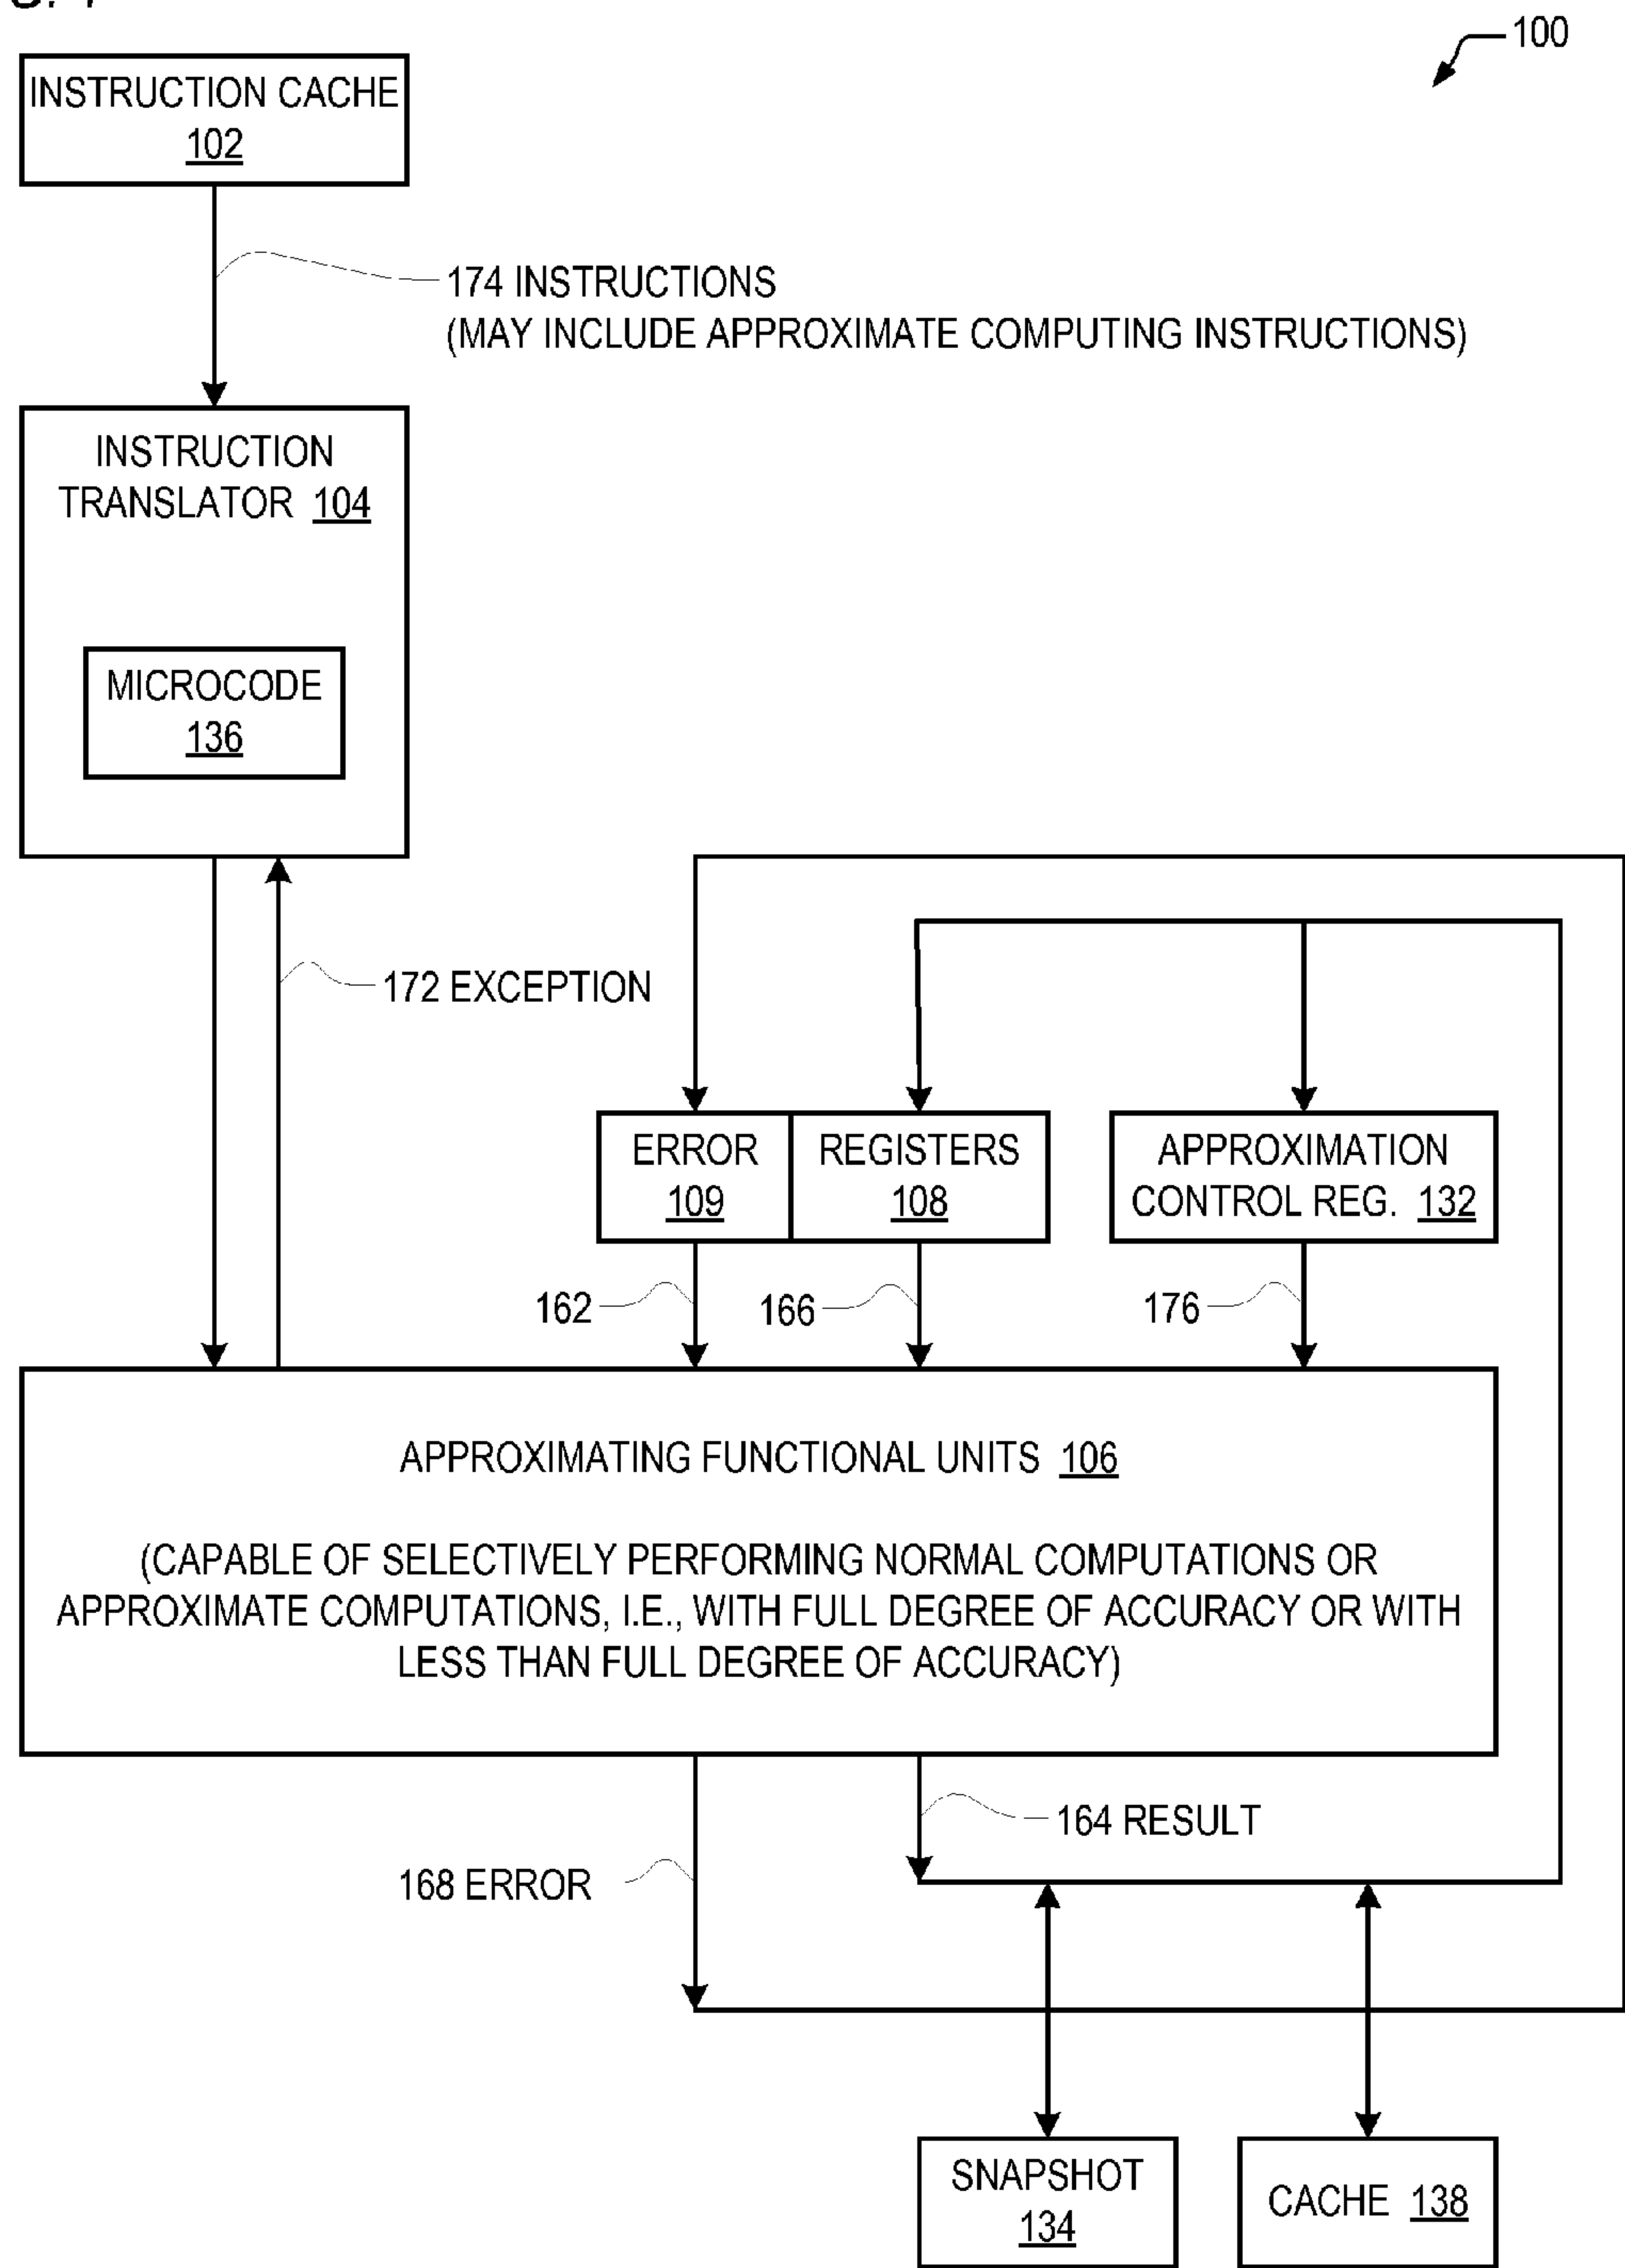 100
INSTRUCTION CACHE
102
174 INSTRUCTIONS
(MAY INCLUDE APPROXIMATE COMPUTING INSTRUCTIONS)
INSTRUCTION
TRANSLATOR 104
MICROCODE
136
172 EXCEPTION
ERROR
109
REGISTERS
108
APPROXIMATION
CONTROL REG. 132
162
166
176
APPROXIMATING FUNCTIONAL UNITS 106
(CAPABLE OF SELECTIVELY PERFORMING NORMAL COMPUTATIONS OR
APPROXIMATE COMPUTATIONS, I.E., WITH FULL DEGREE OF ACCURACY OR WITH
LESS THAN FULL DEGREE OF ACCURACY)
164 RESULT
168 ERROR
SNAPSHOT
134
CACHE 138